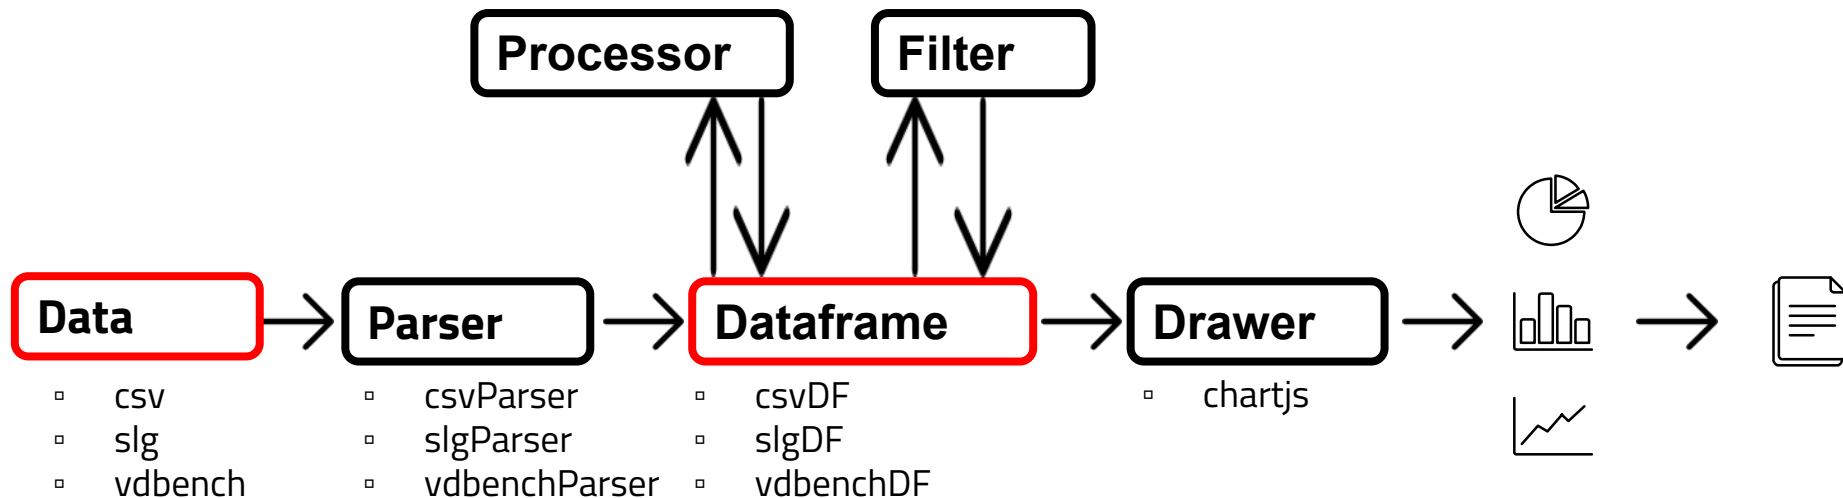 Processor
Filter
Data
Parser
Dataframe
Drawer
▫ csv
▫ slg
▫ vdbench
▫ csvParser
▫ slgParser
▫ vdbenchParser
▫ csvDF
▫ slgDF
▫ vdbenchDF
▫ chartjs